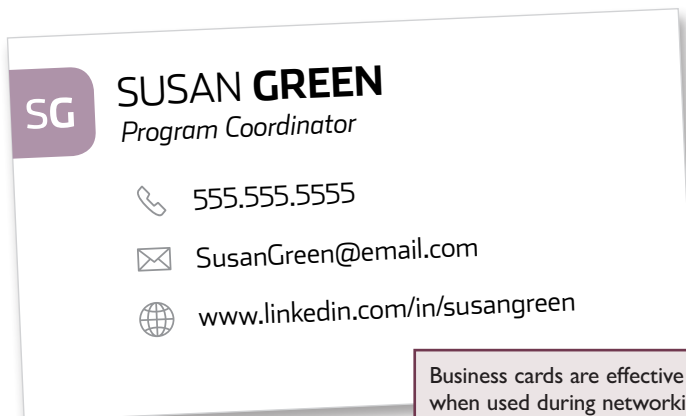 SG
SUSAN GREEN
Program Coordinator
555.555.5555
SusanGreen@email.com
www.linkedin.com/in/susangreen
Business cards are effective
when used during